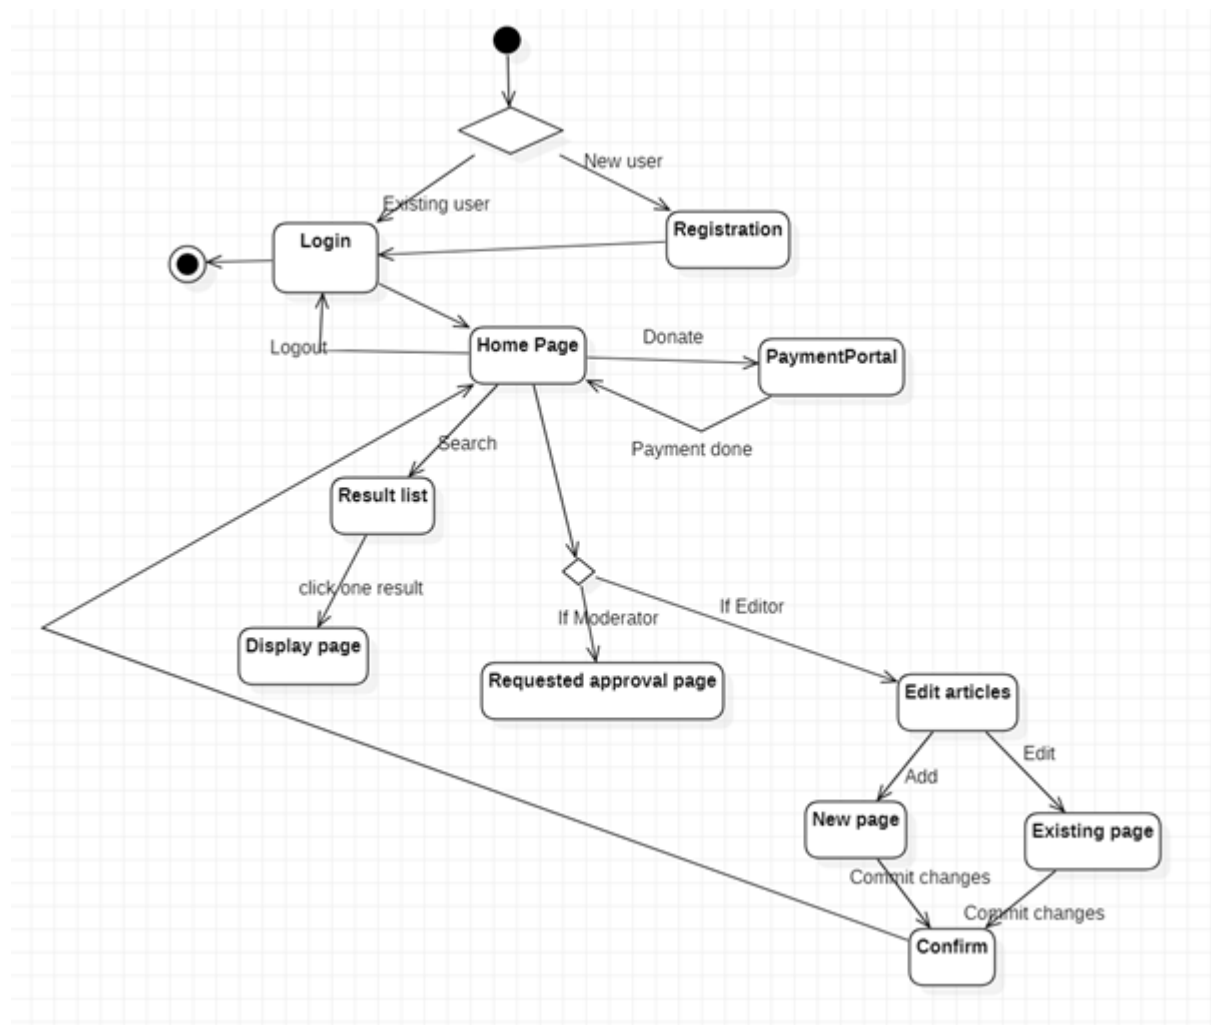 New user
Existing user
Registration
Login
Donate
Home Page
Logout
PaymentPortal
Search
Payment done
Result list
click one result
If Editor
If Moderator
Display page
Requested approval page
Edit articles
Edit
Add
New page
Existing page
Commit changes
Commit changes
Confirm